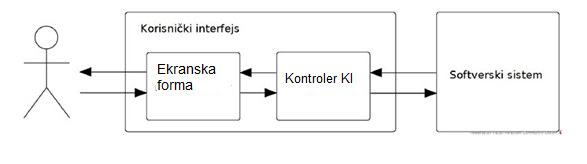 Korisnički interfejs
Ekranska
forma
Kontroler KI
Softverski sistem